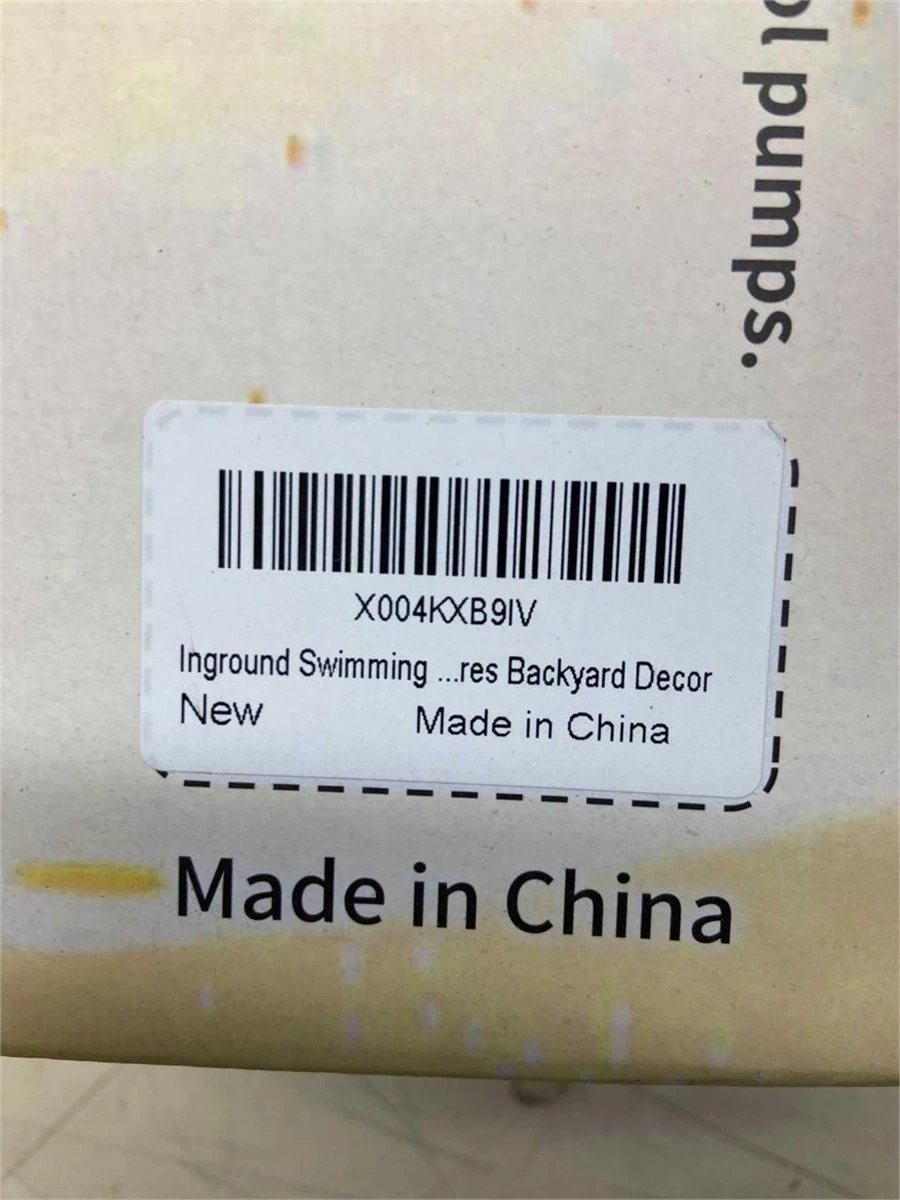 pumps.
X004KXB9IV
Inground Swimming ...res Backyard Decor
New Made in China
Made in China